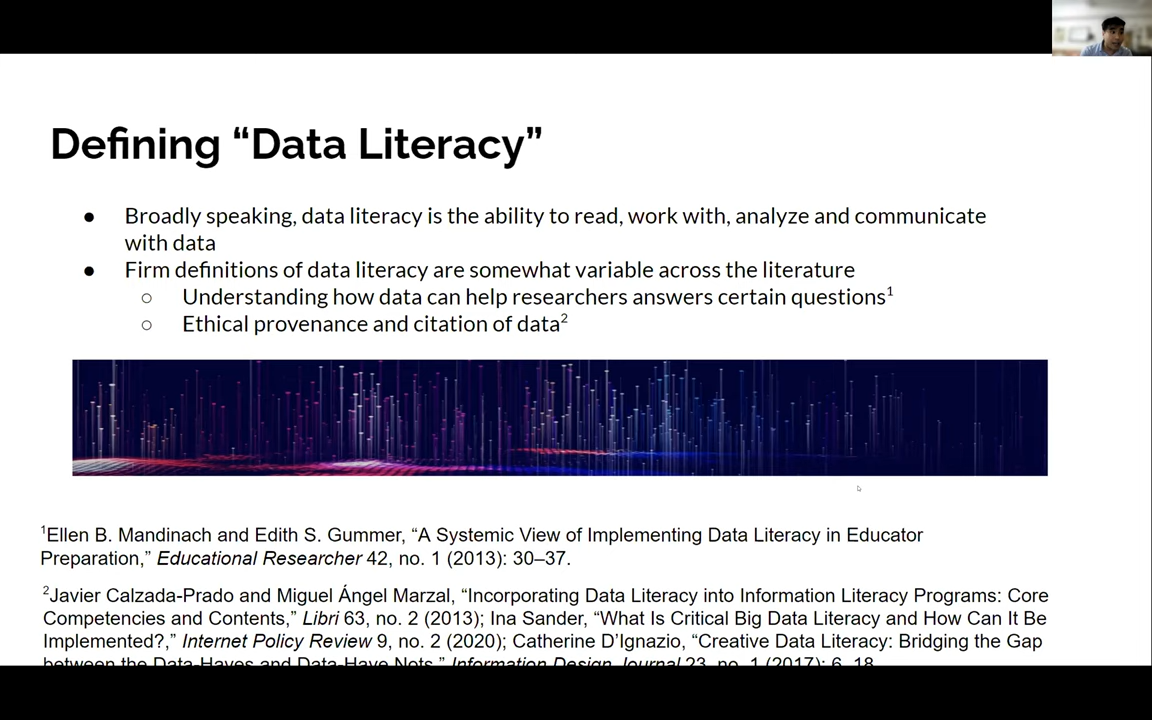 Defining “Data Literacy”
● Broadly speaking, data literacy is the ability to read, work with, analyze and communicate
with data
● Firm definitions of data literacy are somewhat variable across the literature
○ Understanding how data can help researchers answers certain questions¹
○ Ethical provenance and citation of data²
¹Ellen B. Mandinach and Edith S. Gummer, “A Systemic View of Implementing Data Literacy in Educator
Preparation,” Educational Researcher 42, no. 1 (2013): 30–37.
²Javier Calzada-Prado and Miguel Ángel Marzal, “Incorporating Data Literacy into Information Literacy Programs: Core
Competencies and Contents,” Libri 63, no. 2 (2013); Ina Sander, “What Is Critical Big Data Literacy and How Can It Be
Implemented?,” Internet Policy Review 9, no. 2 (2020); Catherine D’Ignazio, “Creative Data Literacy: Bridging the Gap
between the Data-Haves and Data-Have Nots,” Information Design Journal 23, no. 1 (2017): 6–18.